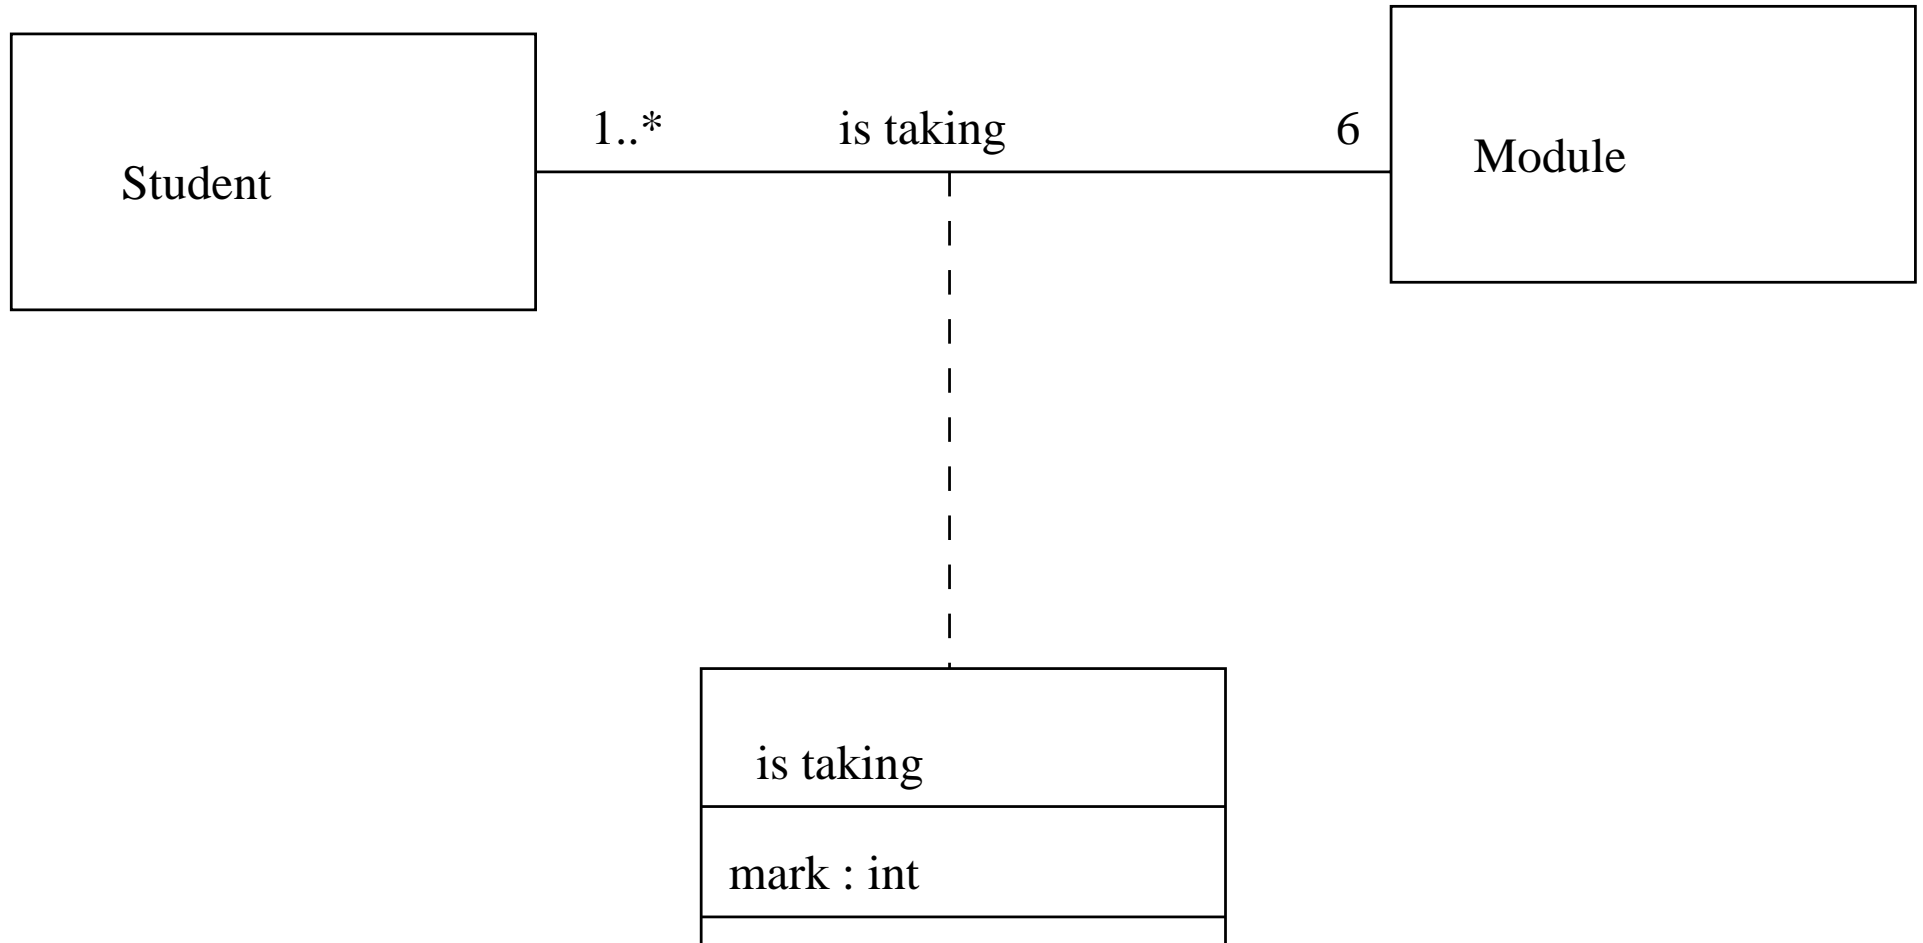 Student
1..*
is taking
6
Module
is taking
mark : int